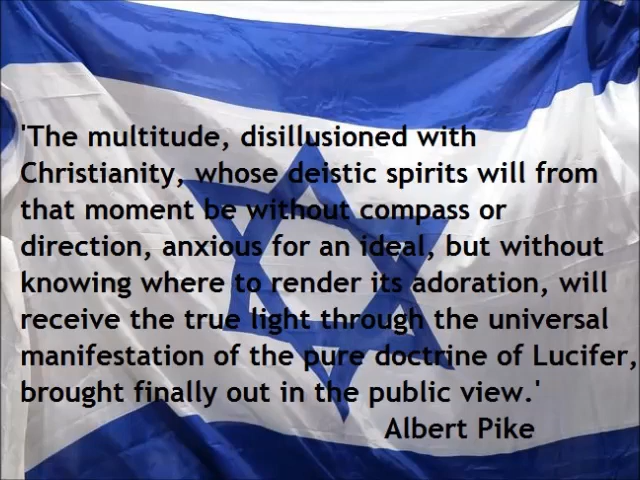 'The multitude, disillusioned with
Christianity, whose deistic spirits will from
that moment be without compass or
direction, anxious for an ideal, but without
knowing where to render its adoration, will
receive the true light through the universal
manifestation of the pure doctrine of Lucifer,
brought finally out in the public view.'
Albert Pike